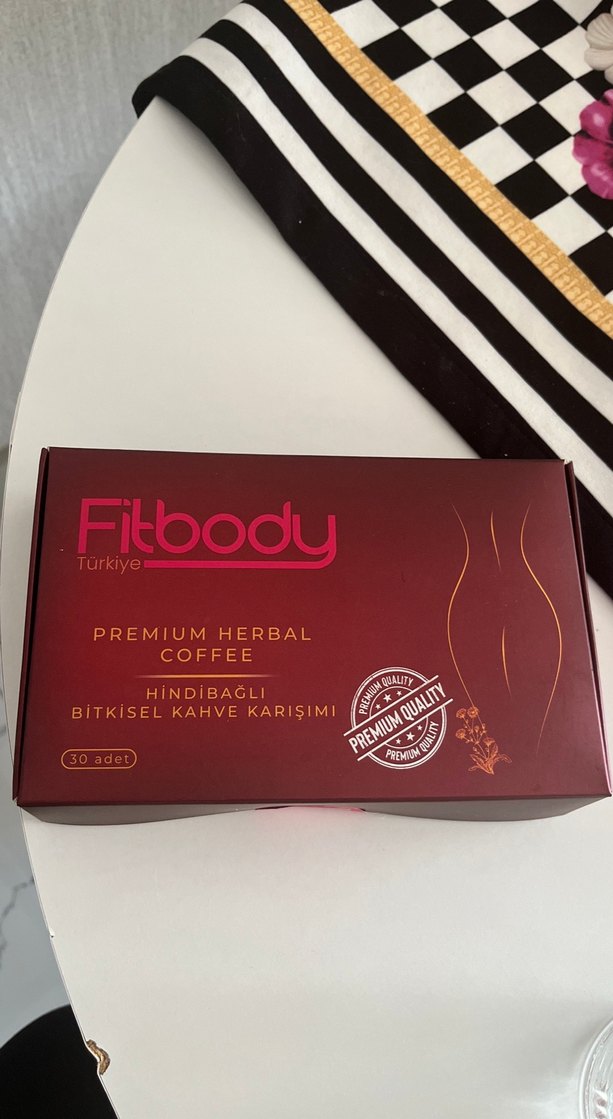 Fitbody
Türkiye
PREMIUM HERBAL
COFFEE
HİNDİBAĞLI
BİTKİSEL KAHVE KARIŞIMI
30 adet
PREMIUM QUALITY
PREMIUM QUALITY
PREMIUM QUALITY